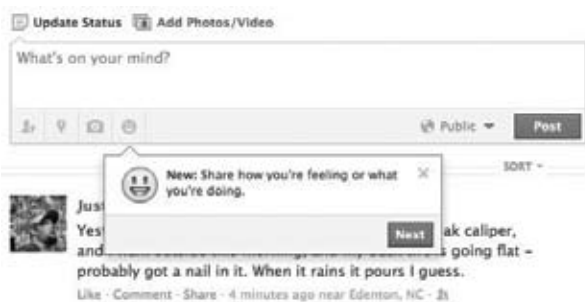 Update Status Add Photos/Video
What's on your mind?
Public Post
SORT
New: Share how you're feeling or what
you're doing.
Next
Just
Yes ak caliper,
and s going flat –
probably got a nail in it. When it rains it pours I guess.
Like · Comment · Share · 4 minutes ago near Edenton, NC ·